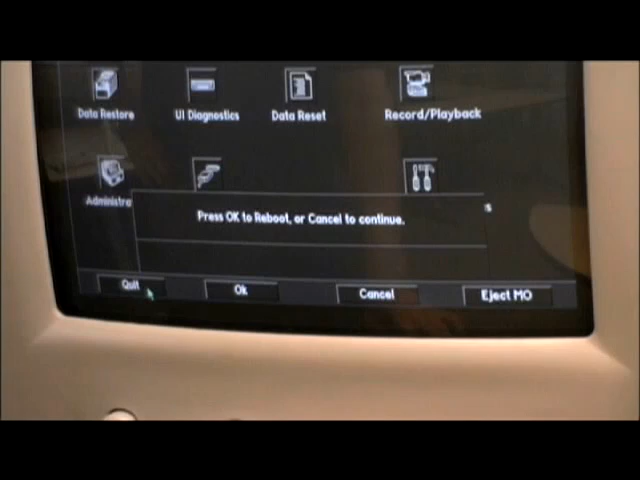 Data Restore UI Diagnostics Data Reset Record/Playback
Administra s
Press OK to Reboot, or Cancel to continue.
Quit Ok Cancel Eject MO